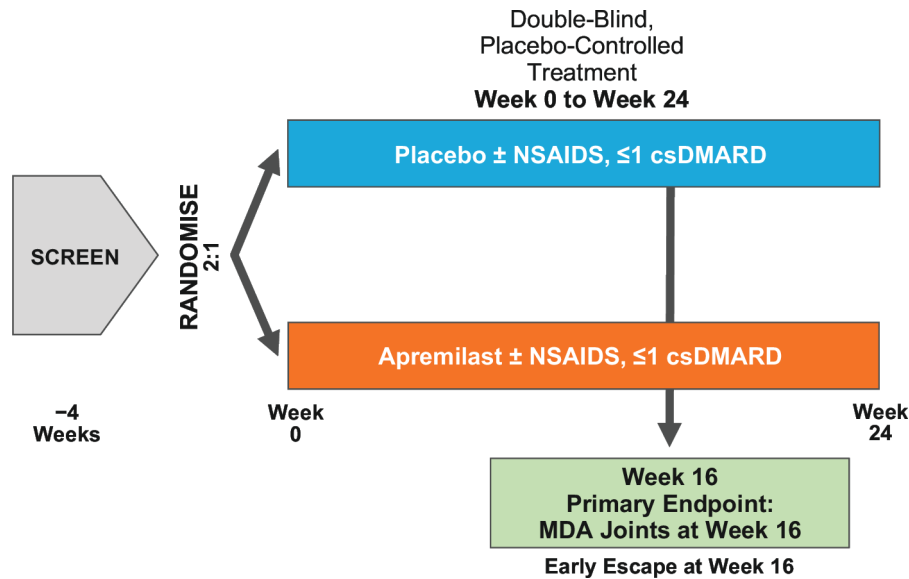 Double-Blind,
Placebo-Controlled
Treatment
Week 0 to Week 24
Placebo ± NSAIDS, ≤1 csDMARD
SCREEN
RANDOMISE
2:1
Apremilast ± NSAIDS, ≤1 csDMARD
−4
Weeks
Week
0
Week
24
Week 16
Primary Endpoint:
MDA Joints at Week 16
Early Escape at Week 16